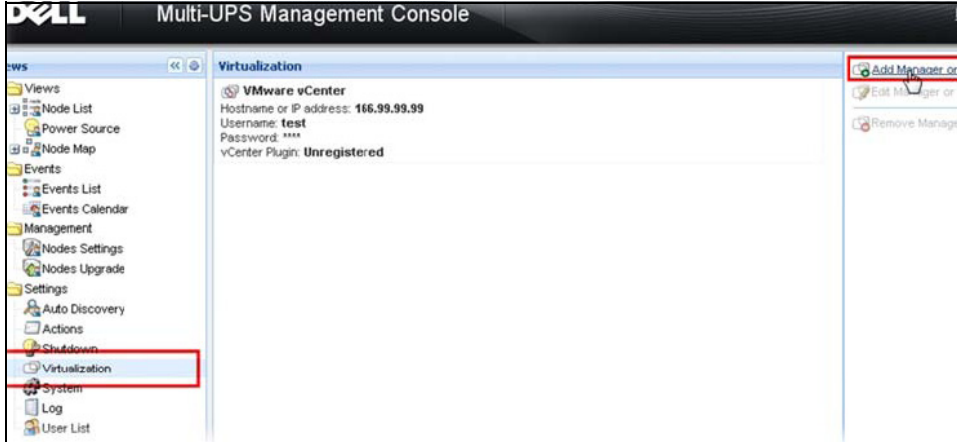 DELL Multi-UPS Management Console
Views
Node List
Power Source
Node Map
Events
Events List
Events Calendar
Management
Nodes Settings
Nodes Upgrade
Settings
Auto Discovery
Actions
Shutdown
Virtualization
System
Log
User List
Virtualization
VMware vCenter
Hostname or IP address: 166.99.99.99
Username: test
Password: ****
vCenter Plugin: Unregistered
Add Manager or
Edit Manager or
Remove Manage